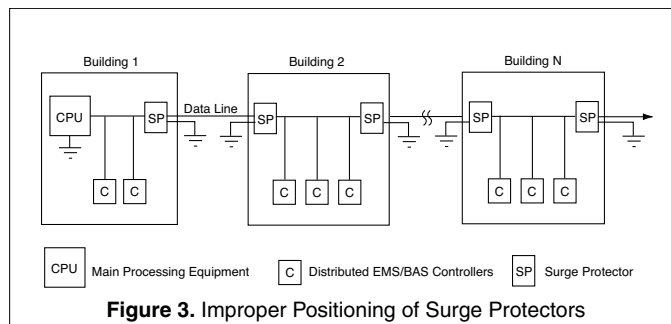 Building 1 Building 2 Building N
CPU SP Data Line SP SP SP SP
C C C C C C C C
CPU Main Processing Equipment C Distributed EMS/BAS Controllers SP Surge Protector
Figure 3. Improper Positioning of Surge Protectors